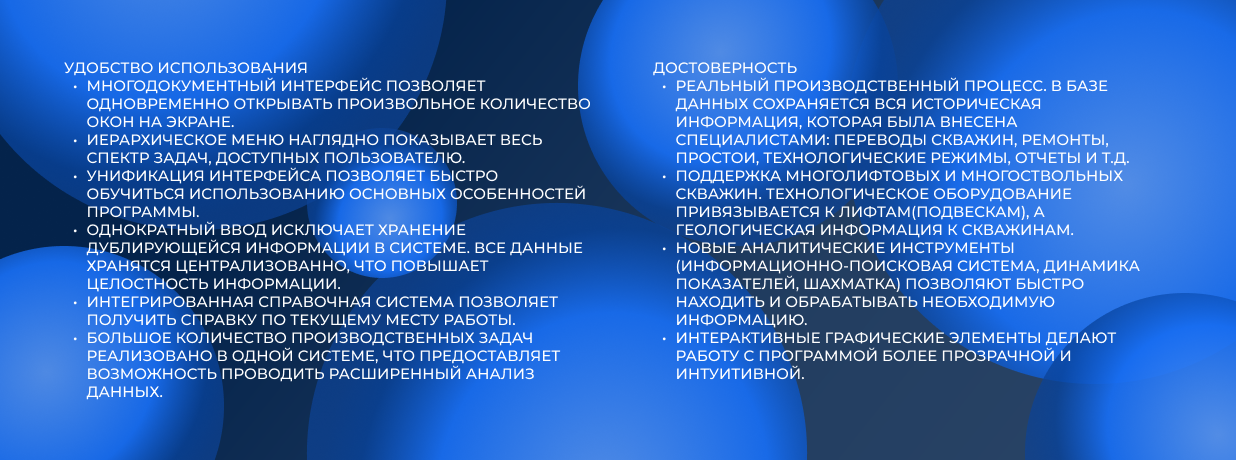 УДОБСТВО ИСПОЛЬЗОВАНИЯ
• МНОГОДОКУМЕНТНЫЙ ИНТЕРФЕЙС ПОЗВОЛЯЕТ
ОДНОВРЕМЕННО ОТКРЫВАТЬ ПРОИЗВОЛЬНОЕ КОЛИЧЕСТВО
ОКОН НА ЭКРАНЕ.
• ИЕРАРХИЧЕСКОЕ МЕНЮ НАГЛЯДНО ПОКАЗЫВАЕТ ВЕСЬ
СПЕКТР ЗАДАЧ, ДОСТУПНЫХ ПОЛЬЗОВАТЕЛЮ.
• УНИФИКАЦИЯ ИНТЕРФЕЙСА ПОЗВОЛЯЕТ БЫСТРО
ОБУЧИТЬСЯ ИСПОЛЬЗОВАНИЮ ОСНОВНЫХ ОСОБЕННОСТЕЙ
ПРОГРАММЫ.
• ОДНОКРАТНЫЙ ВВОД ИСКЛЮЧАЕТ ХРАНЕНИЕ
ДУБЛИРУЮЩЕЙСЯ ИНФОРМАЦИИ В СИСТЕМЕ. ВСЕ ДАННЫЕ
ХРАНЯТСЯ ЦЕНТРАЛИЗОВАННО, ЧТО ПОВЫШАЕТ
ЦЕЛОСТНОСТЬ ИНФОРМАЦИИ.
• ИНТЕГРИРОВАННАЯ СПРАВОЧНАЯ СИСТЕМА ПОЗВОЛЯЕТ
ПОЛУЧИТЬ СПРАВКУ ПО ТЕКУЩЕМУ МЕСТУ РАБОТЫ.
• БОЛЬШОЕ КОЛИЧЕСТВО ПРОИЗВОДСТВЕННЫХ ЗАДАЧ
РЕАЛИЗОВАНО В ОДНОЙ СИСТЕМЕ, ЧТО ПРЕДОСТАВЛЯЕТ
ВОЗМОЖНОСТЬ ПРОВОДИТЬ РАСШИРЕННЫЙ АНАЛИЗ
ДАННЫХ.
ДОСТОВЕРНОСТЬ
• РЕАЛЬНЫЙ ПРОИЗВОДСТВЕННЫЙ ПРОЦЕСС. В БАЗЕ
ДАННЫХ СОХРАНЯЕТСЯ ВСЯ ИСТОРИЧЕСКАЯ
ИНФОРМАЦИЯ, КОТОРАЯ БЫЛА ВНЕСЕНА
СПЕЦИАЛИСТАМИ: ПЕРЕВОДЫ СКВАЖИН, РЕМОНТЫ,
ПРОСТОИ, ТЕХНОЛОГИЧЕСКИЕ РЕЖИМЫ, ОТЧЕТЫ И Т.Д.
• ПОДДЕРЖКА МНОГОЛИФТОВЫХ И МНОГОСТВОЛЬНЫХ
СКВАЖИН. ТЕХНОЛОГИЧЕСКОЕ ОБОРУДОВАНИЕ
ПРИВЯЗЫВАЕТСЯ К ЛИФТАМ(ПОДВЕСКАМ), А
ГЕОЛОГИЧЕСКАЯ ИНФОРМАЦИЯ К СКВАЖИНАМ.
• НОВЫЕ АНАЛИТИЧЕСКИЕ ИНСТРУМЕНТЫ
(ИНФОРМАЦИОННО-ПОИСКОВАЯ СИСТЕМА, ДИНАМИКА
ПОКАЗАТЕЛЕЙ, ШАХМАТКА) ПОЗВОЛЯЮТ БЫСТРО
НАХОДИТЬ И ОБРАБАТЫВАТЬ НЕОБХОДИМУЮ
ИНФОРМАЦИЮ.
• ИНТЕРАКТИВНЫЕ ГРАФИЧЕСКИЕ ЭЛЕМЕНТЫ ДЕЛАЮТ
РАБОТУ С ПРОГРАММОЙ БОЛЕЕ ПРОЗРАЧНОЙ И
ИНТУИТИВНОЙ.